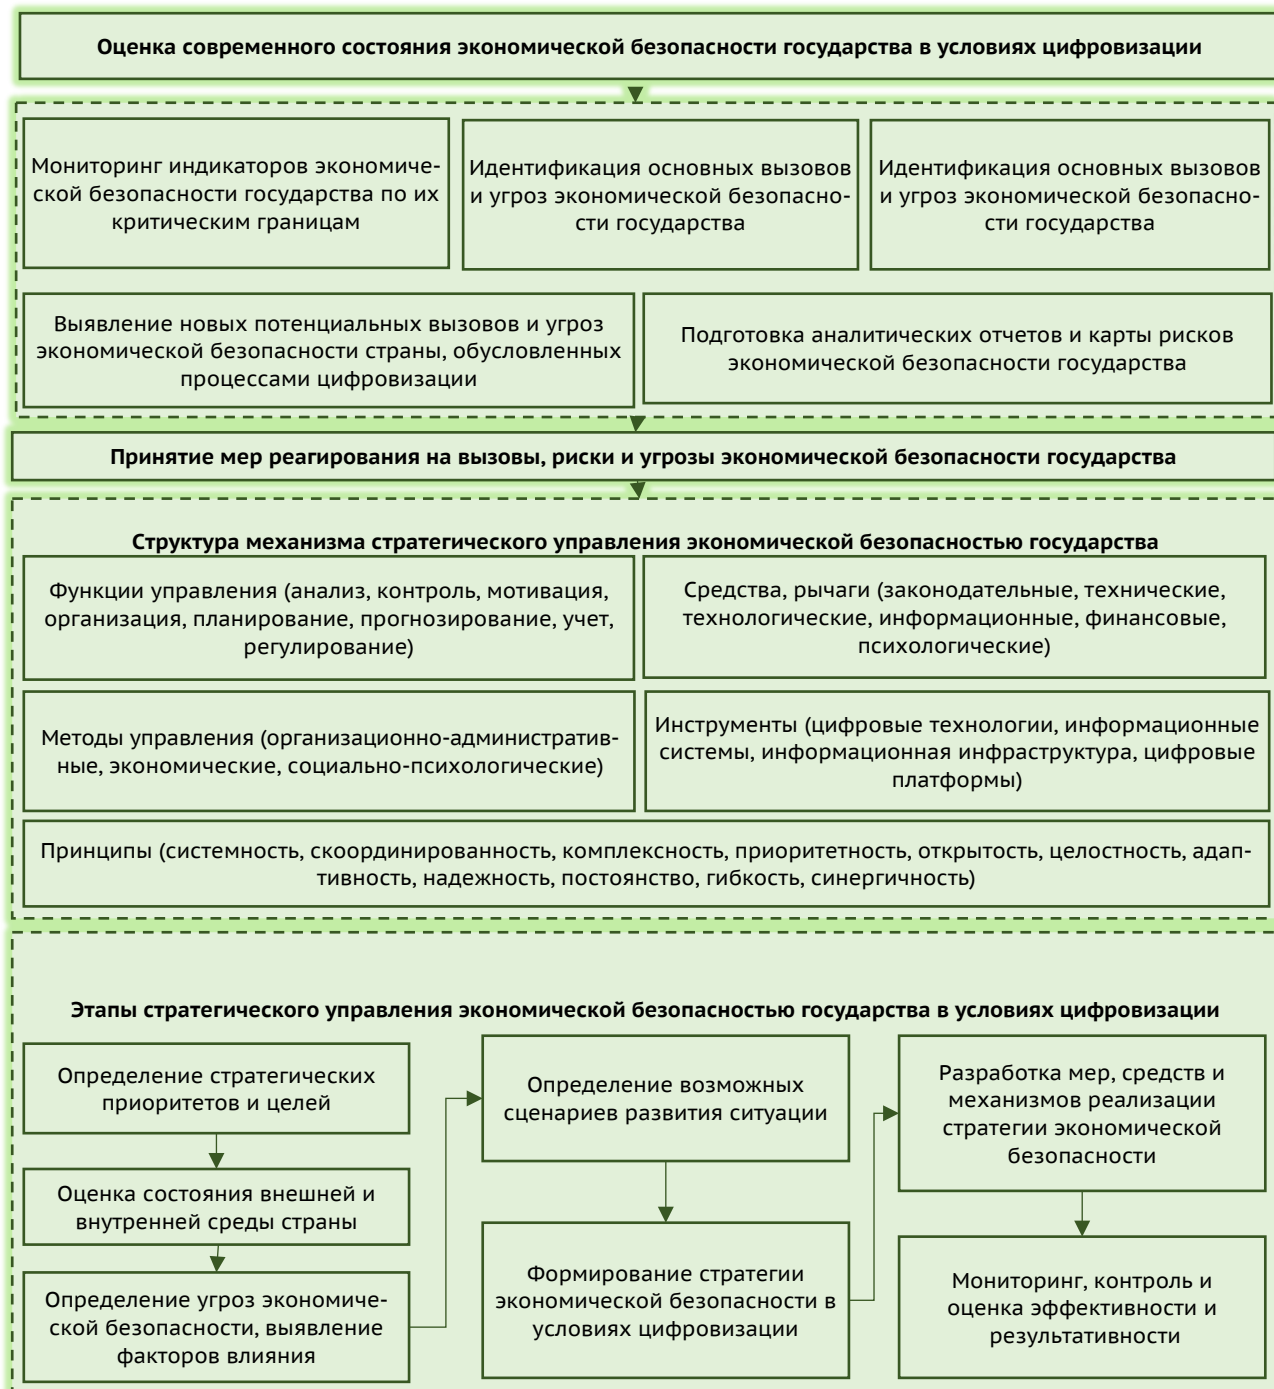 Оценка современного состояния экономической безопасности государства в условиях цифровизации
Мониторинг индикаторов экономиче-
ской безопасности государства по их
критическим границам
Идентификация основных вызовов
и угроз экономической безопасно-
сти государства
Идентификация основных вызовов
и угроз экономической безопасно-
сти государства
Выявление новых потенциальных вызовов и угроз
экономической безопасности страны, обусловленных
процессами цифровизации
Подготовка аналитических отчетов и карты рисков
экономической безопасности государства
Принятие мер реагирования на вызовы, риски и угрозы экономической безопасности государства
Структура механизма стратегического управления экономической безопасностью государства
Функции управления (анализ, контроль, мотивация,
организация, планирование, прогнозирование, учет,
регулирование)
Средства, рычаги (законодательные, технические,
технологические, информационные, финансовые,
психологические)
Методы управления (организационно-административ-
ные, экономические, социально-психологические)
Инструменты (цифровые технологии, информационные
системы, информационная инфраструктура, цифровые
платформы)
Принципы (системность, скоординированность, комплексность, приоритетность, открытость, целостность, адап-
тивность, надежность, постоянство, гибкость, синергичность)
Этапы стратегического управления экономической безопасностью государства в условиях цифровизации
Определение стратегических
приоритетов и целей
Оценка состояния внешней и
внутренней среды страны
Определение угроз экономиче-
ской безопасности, выявление
факторов влияния
Определение возможных
сценариев развития ситуации
Формирование стратегии
экономической безопасности в
условиях цифровизации
Разработка мер, средств и
механизмов реализации
стратегии экономической
безопасности
Мониторинг, контроль и
оценка эффективности и
результативности